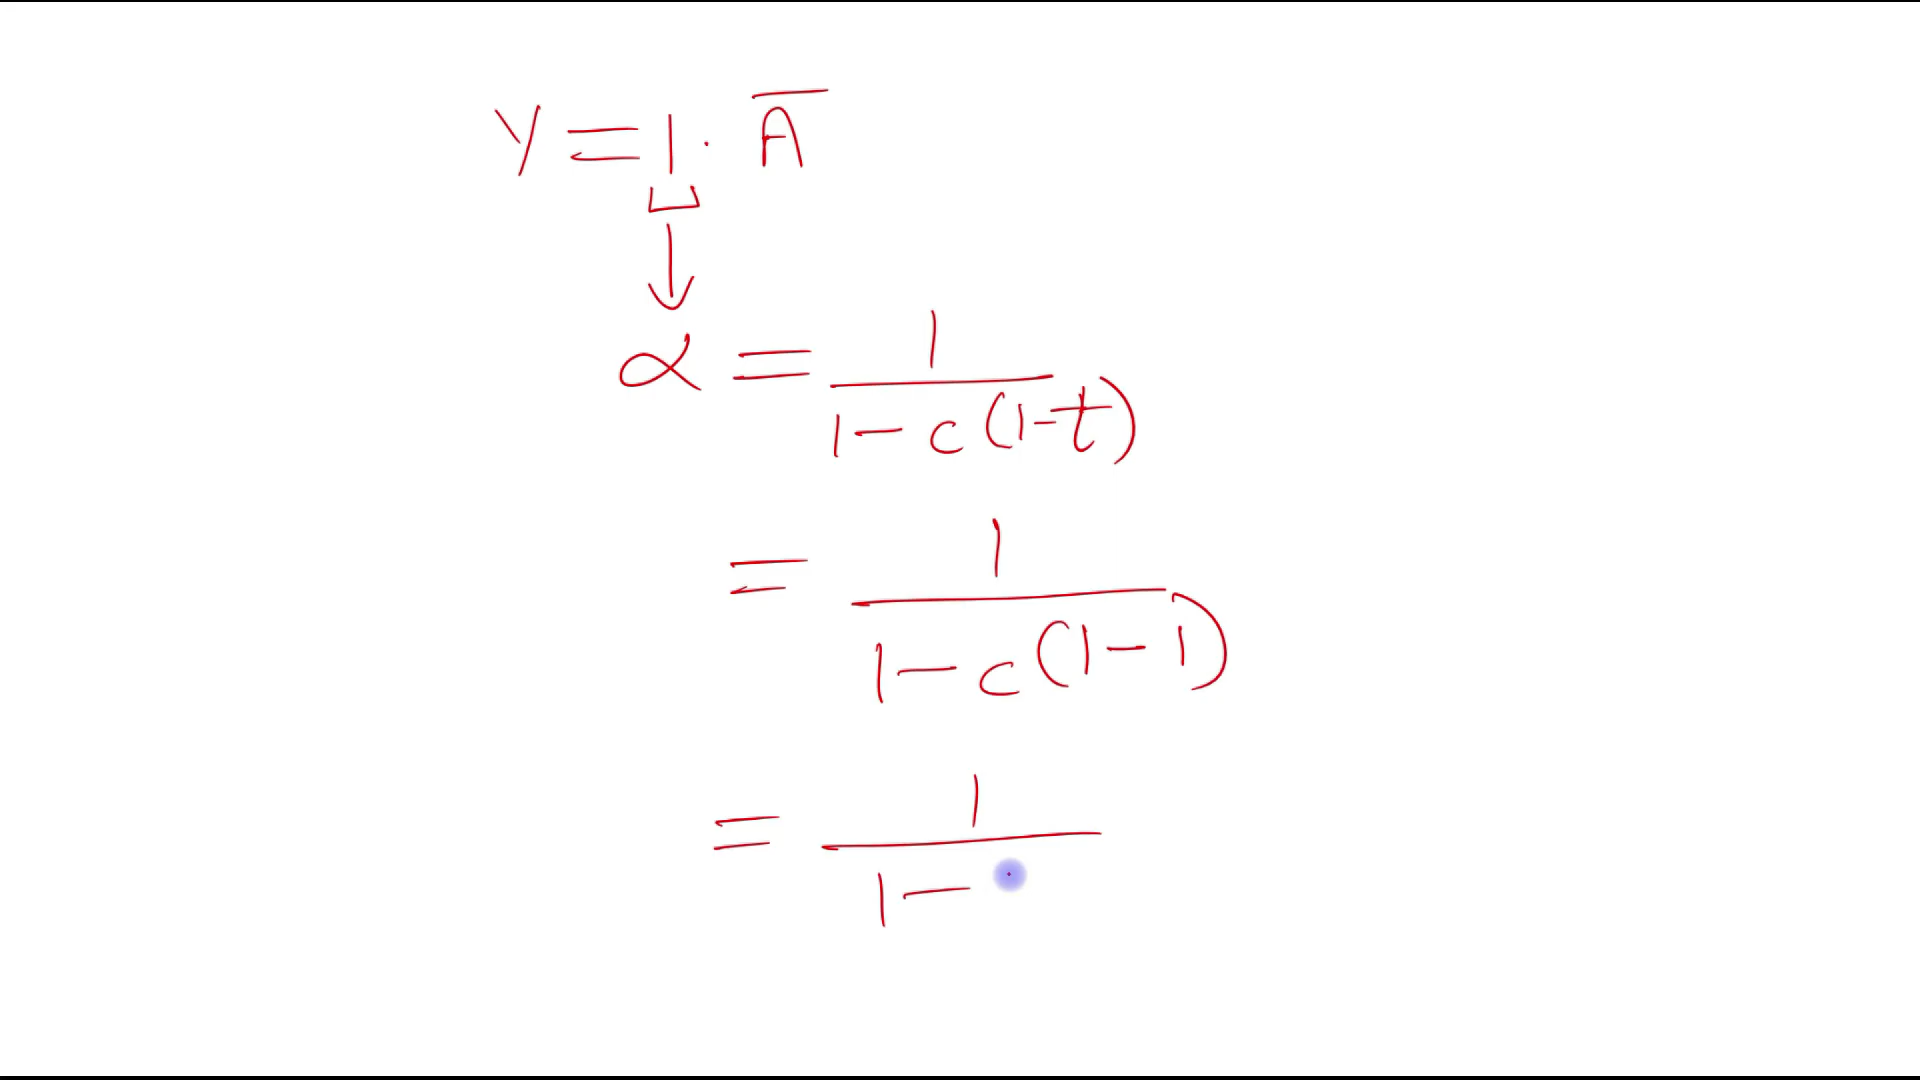 Y = 1 · A̅
α = 1 / 1 - c (1 - t)
= 1 / 1 - c (1 - 1)
= 1 / 1 -